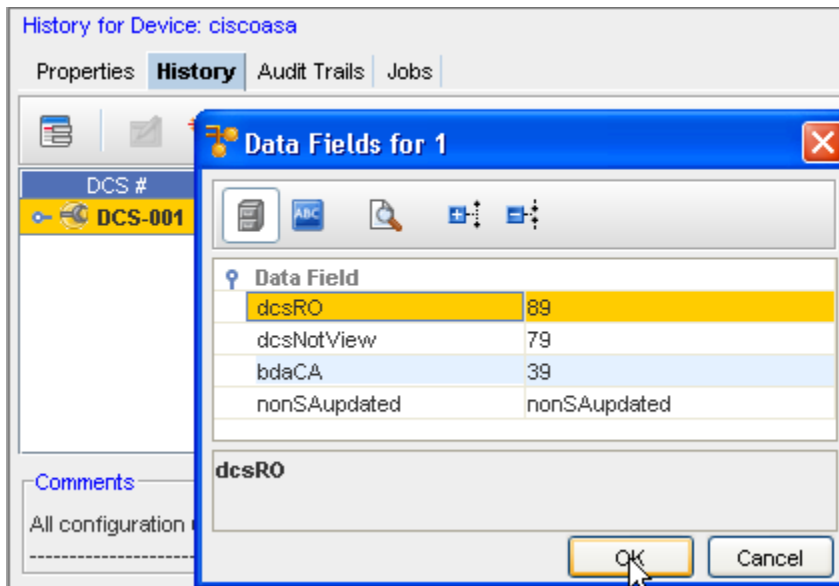 History for Device: ciscoasa
Properties History Audit Trails Jobs
Data Fields for 1
DCS #
DCS-001
ABC
Data Field
dcsRO 89
dcsNotView 79
bdaCA 39
nonSAupdated nonSAupdated
dcsRO
Comments
All configuration
--------------------
OK Cancel